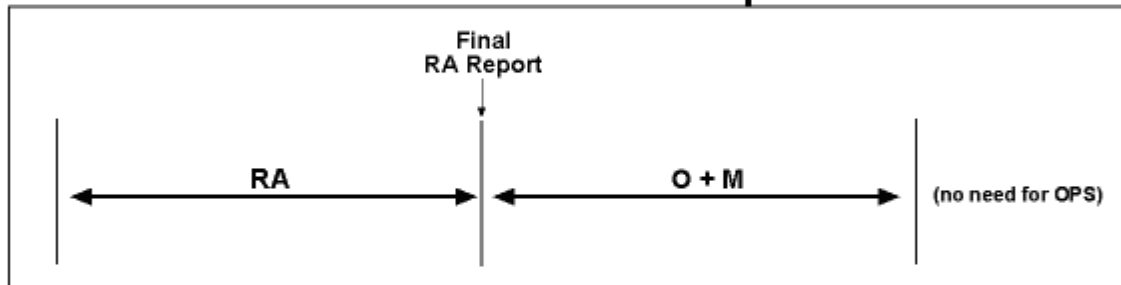 Final
RA Report
RA
O + M
(no need for OPS)